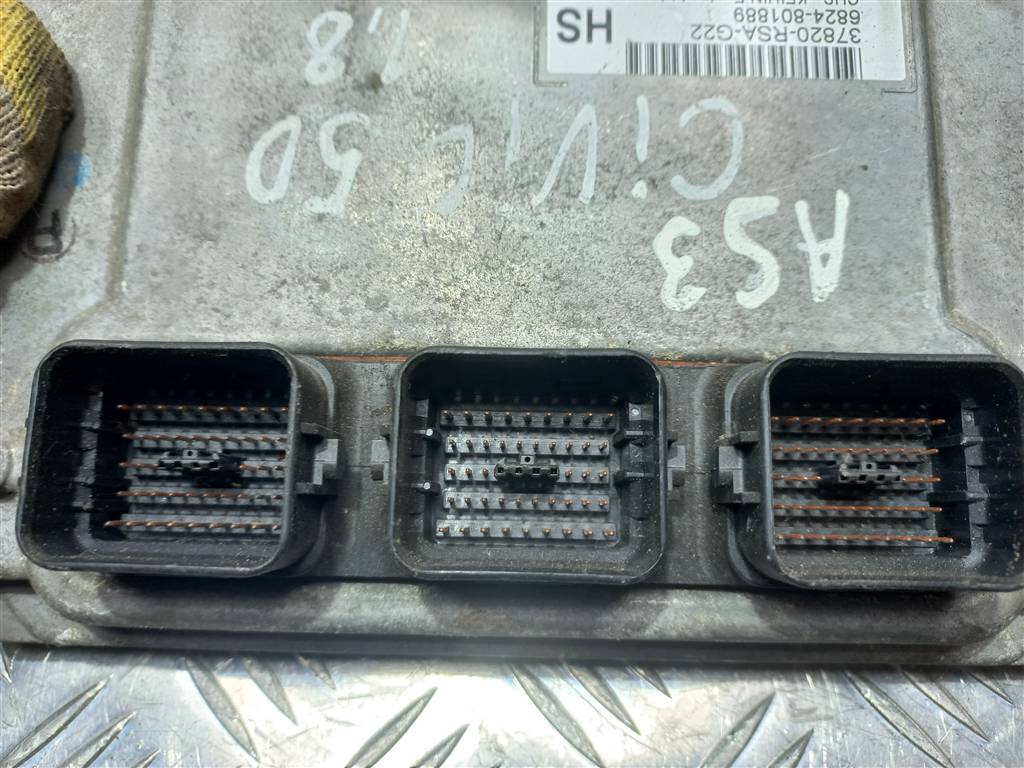 37820-RSA-G22
6824-801889
HS
AS3
CiViC 5D
1,8